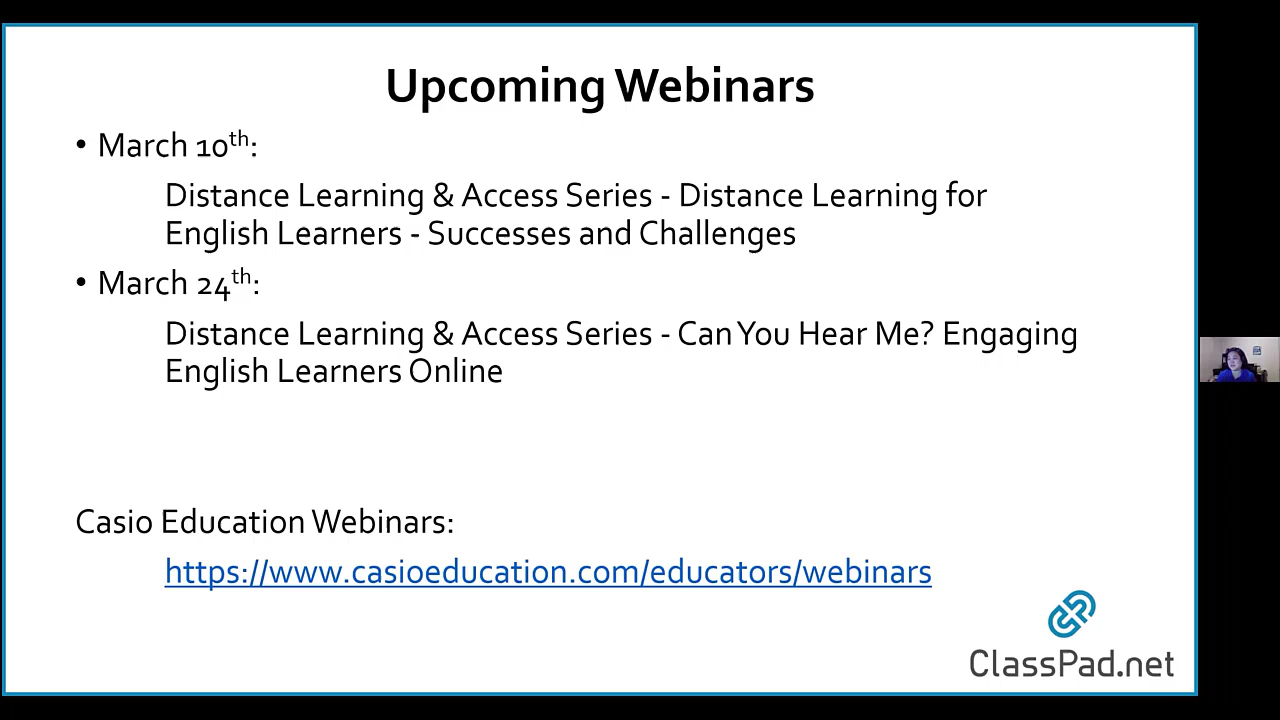 Upcoming Webinars
• March 10th:
Distance Learning & Access Series - Distance Learning for
English Learners - Successes and Challenges
• March 24th:
Distance Learning & Access Series - Can You Hear Me? Engaging
English Learners Online
Casio Education Webinars:
https://www.casioeducation.com/educators/webinars
ClassPad.net